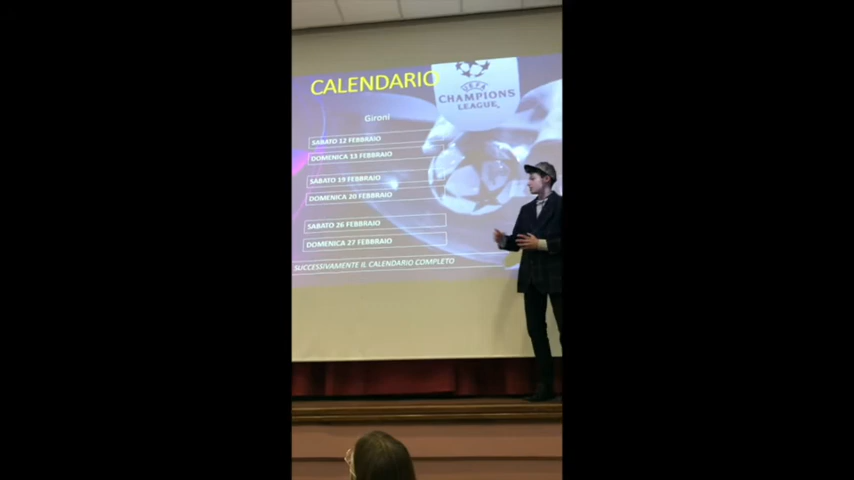 CALENDARIO
UEFA
CHAMPIONS
LEAGUE
Gironi
SABATO 12 FEBBRAIO
DOMENICA 13 FEBBRAIO
SABATO 19 FEBBRAIO
DOMENICA 20 FEBBRAIO
SABATO 26 FEBBRAIO
DOMENICA 27 FEBBRAIO
SUCCESSIVAMENTE IL CALENDARIO COMPLETO